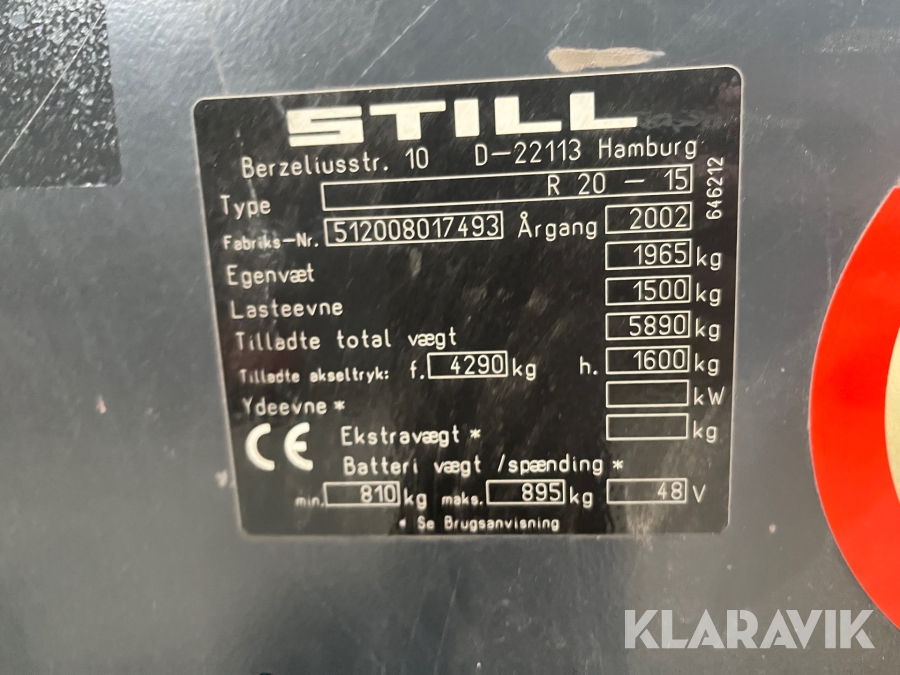 STILL
Berzeliusstr. 10 D-22113 Hamburg
Type R 20 - 15
646212
Fabriks-Nr. 512008017493 Årgang 2002
Egenvæt 1965 kg
Lasteevne 1500 kg
Tilladte total vægt 5890 kg
Tilladte akseltryk: f. 4290 kg h. 1600 kg
Ydeevne * kW
CE Ekstravægt * kg
Batteri vægt /spænding *
min. 810 kg maks. 895 kg 48 V
* Se Brugsanvisning
KLARAVIK